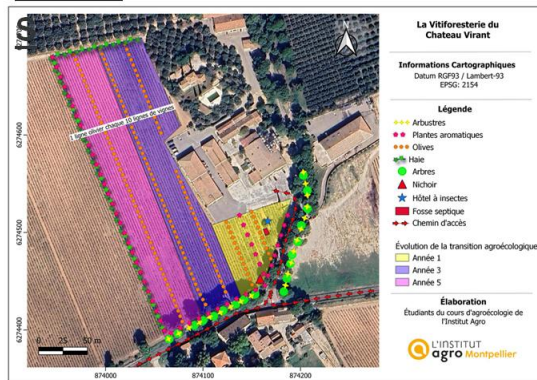 La Vitiforesterie du
Chateau Virant
Informations Cartographiques
Datum RGF93 / Lambert-93
EPSG: 2154
Légende
Arbustres
Plantes aromatiques
Olives
Haie
Arbres
Nichoir
Hôtel à insectes
Fosse septique
Chemin d'accès
Évolution de la transition agroécologique
Année 1
Année 3
Année 5
Élaboration
Étudiants du cours d'agroécologie de
l'Institut Agro
L'INSTITUT
agro Montpellier
1 ligne olivier chaque 10 lignes de vignes
6274600
6274500
6274400
0 25 50 m
874000 874100 874200